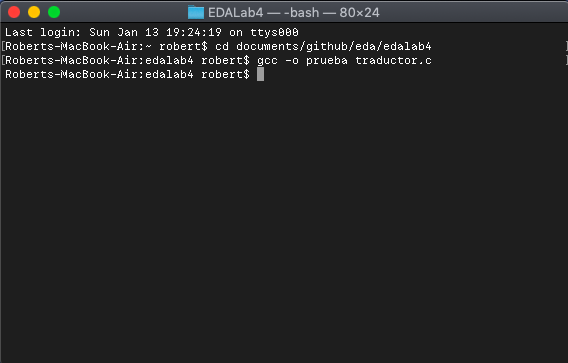 EDALab4 — -bash — 80×24
Last login: Sun Jan 13 19:24:19 on ttys000
[Roberts-MacBook-Air:~ robert$ cd documents/github/eda/edalab4 ]
[Roberts-MacBook-Air:edalab4 robert$ gcc -o prueba traductor.c ]
Roberts-MacBook-Air:edalab4 robert$